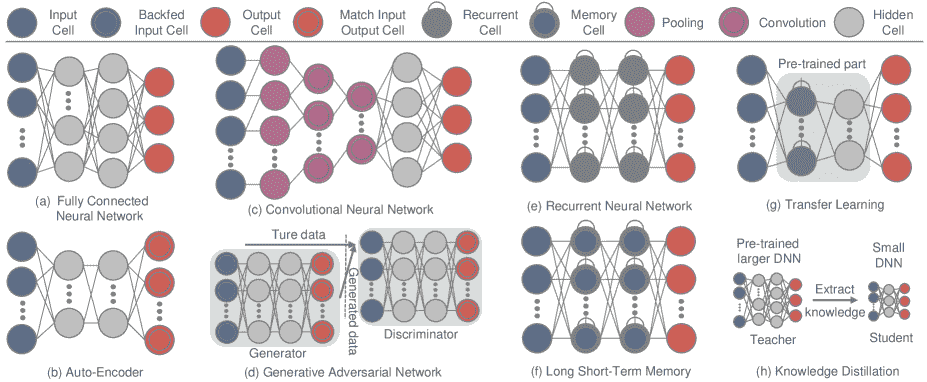 Input Cell
Backfed Input Cell
Output Cell
Match Input Output Cell
Recurrent Cell
Memory Cell
Pooling
Convolution
Hidden Cell
(a) Fully Connected
Neural Network
(c) Convolutional Neural Network
(e) Recurrent Neural Network
Pre-trained part
(g) Transfer Learning
(b) Auto-Encoder
Ture data
Generated data
Generator
Discriminator
(d) Generative Adversarial Network
(f) Long Short-Term Memory
Pre-trained
larger DNN
Extract
knowledge
Small
DNN
Teacher
Student
(h) Knowledge Distillation